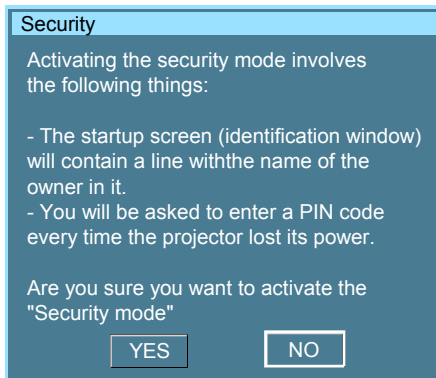 Security
Activating the security mode involves
the following things:
- The startup screen (identification window)
will contain a line withthe name of the
owner in it.
- You will be asked to enter a PIN code
every time the projector lost its power.
Are you sure you want to activate the
"Security mode"
YES NO